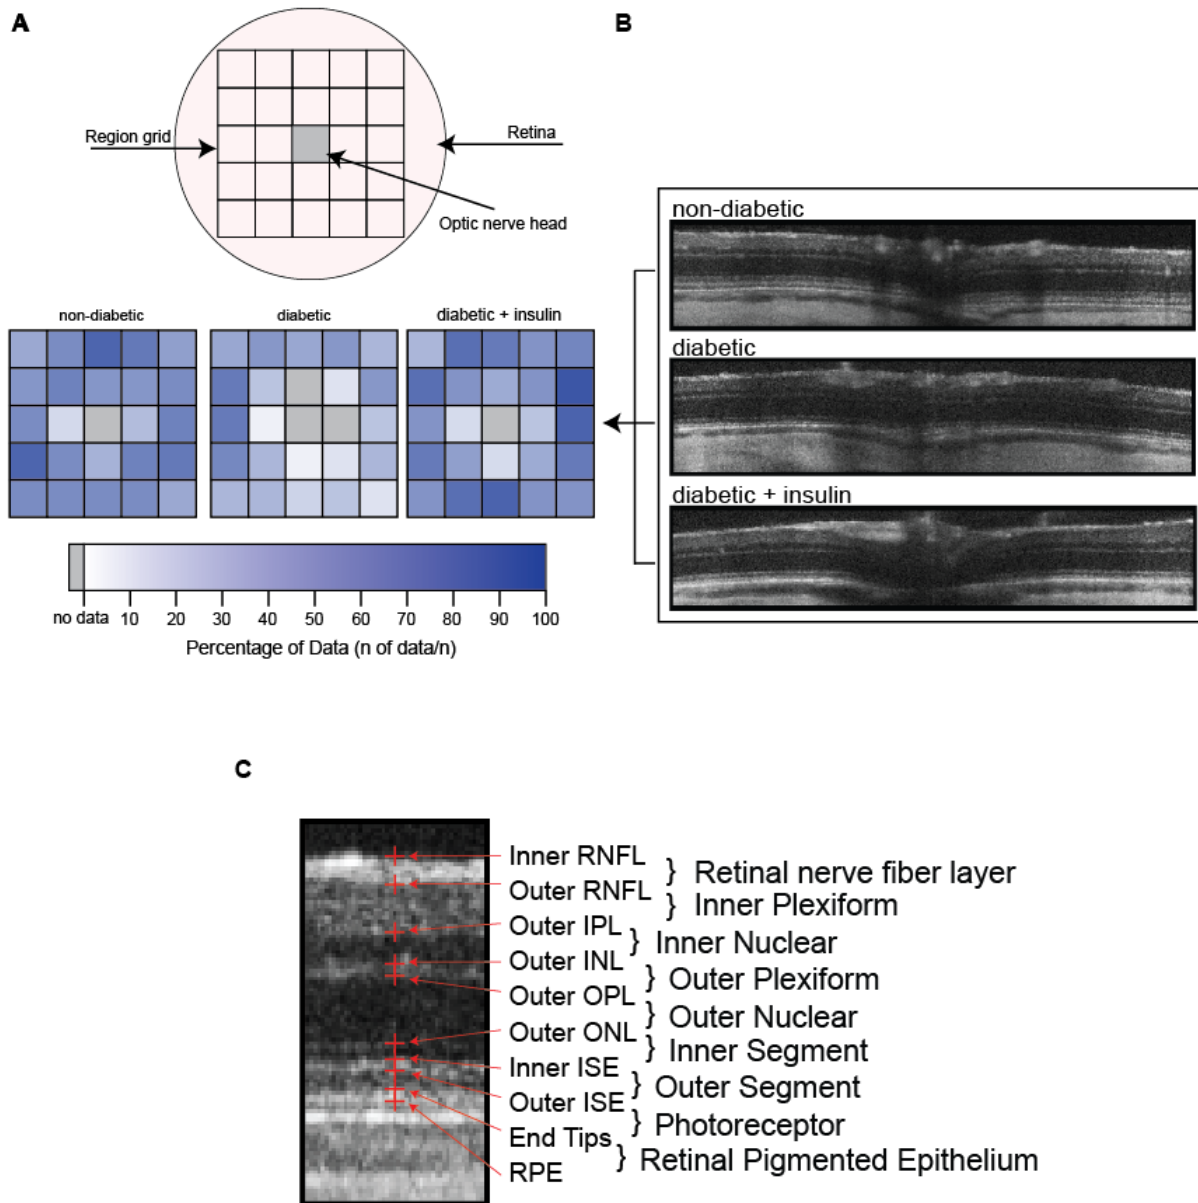 A
Region grid
Retina
Optic nerve head
non-diabetic
diabetic
diabetic + insulin
no data 10 20 30 40 50 60 70 80 90 100
Percentage of Data (n of data/n)
B
non-diabetic
diabetic
diabetic + insulin
C
Inner RNFL
} Retinal nerve fiber layer
Outer RNFL
} Inner Plexiform
Outer IPL
} Inner Nuclear
Outer INL
} Outer Plexiform
Outer OPL
} Outer Nuclear
Outer ONL
} Inner Segment
Inner ISE
} Outer Segment
Outer ISE
} Photoreceptor
End Tips
} Retinal Pigmented Epithelium
RPE